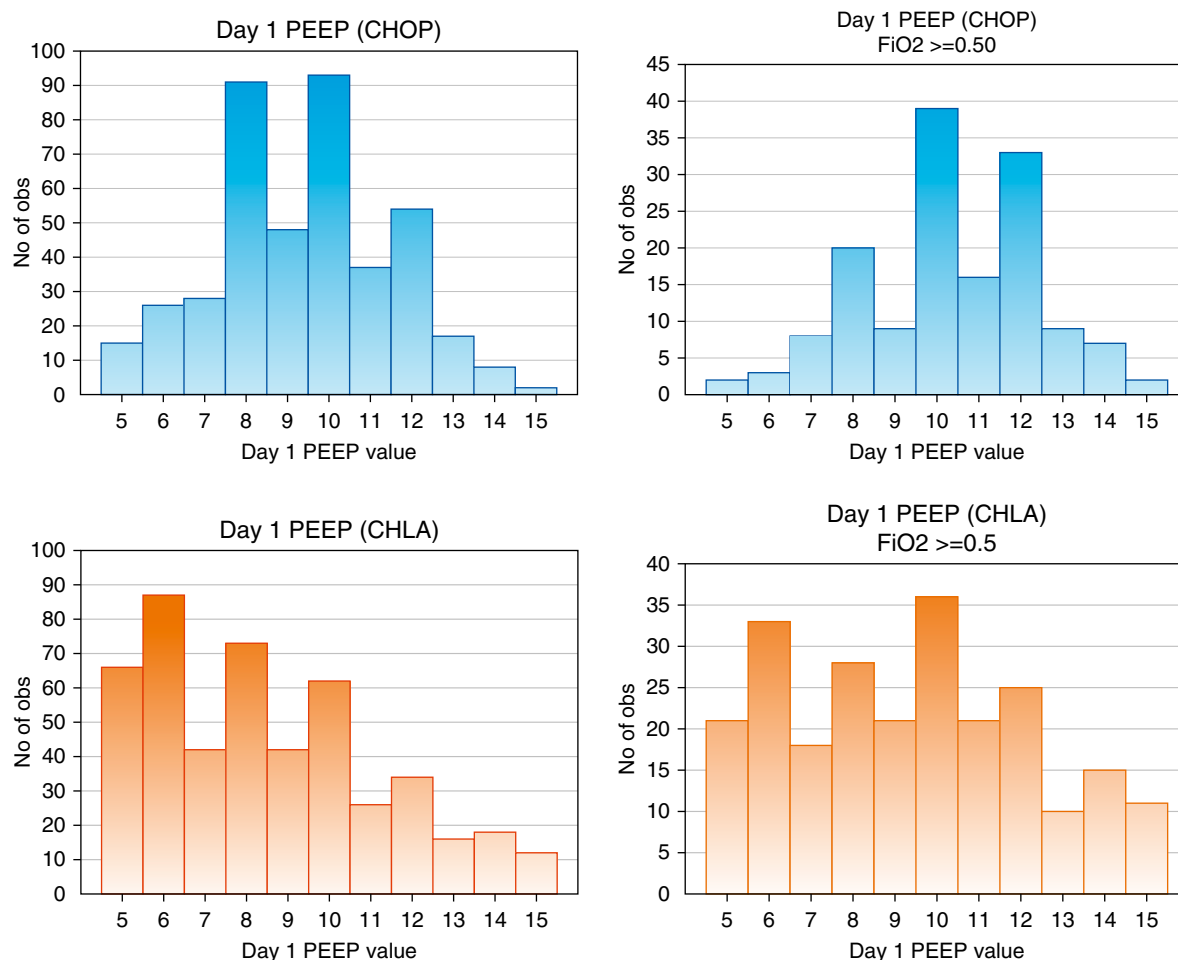 Day 1 PEEP (CHOP)
100
90
80
70
60
50
40
30
20
10
0
No of obs
5 6 7 8 9 10 11 12 13 14 15
Day 1 PEEP value
Day 1 PEEP (CHOP)
FiO2 >=0.50
45
40
35
30
25
20
15
10
5
0
No of obs
5 6 7 8 9 10 11 12 13 14 15
Day 1 PEEP value
Day 1 PEEP (CHLA)
100
90
80
70
60
50
40
30
20
10
0
No of obs
5 6 7 8 9 10 11 12 13 14 15
Day 1 PEEP value
Day 1 PEEP (CHLA)
FiO2 >=0.5
40
35
30
25
20
15
10
5
0
No of obs
5 6 7 8 9 10 11 12 13 14 15
Day 1 PEEP value